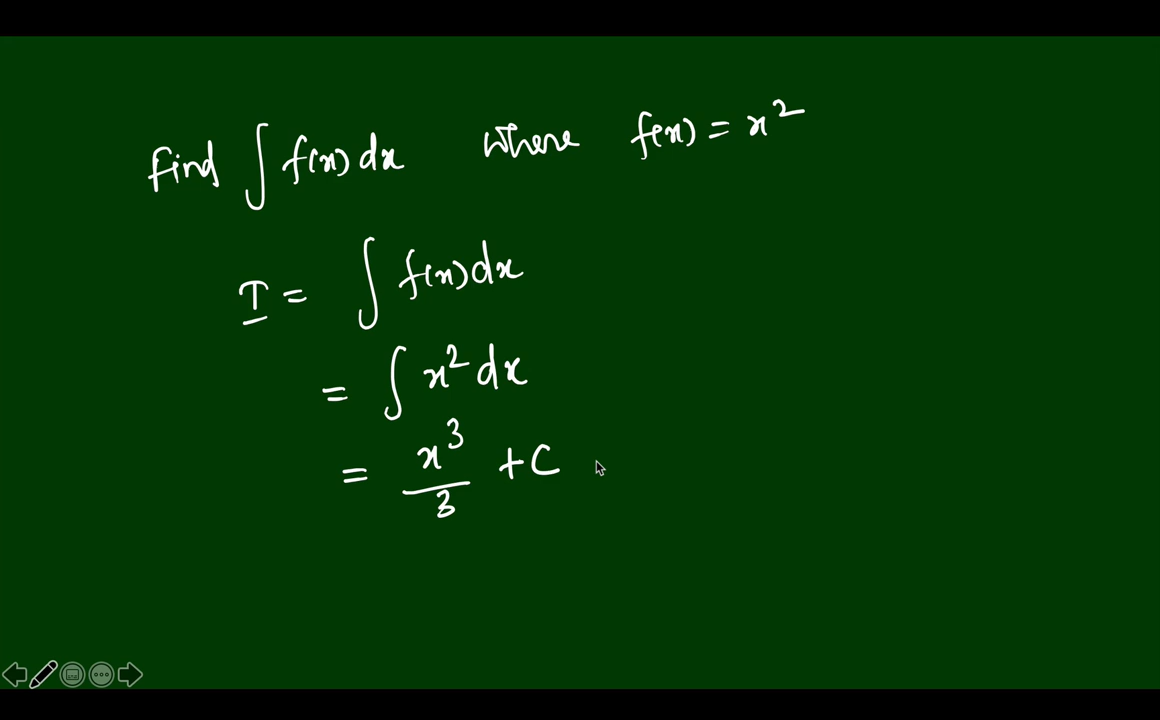 Find ∫ f(x) dx where f(x) = x²
I = ∫ f(x) dx
= ∫ x² dx
= x³/3 + C